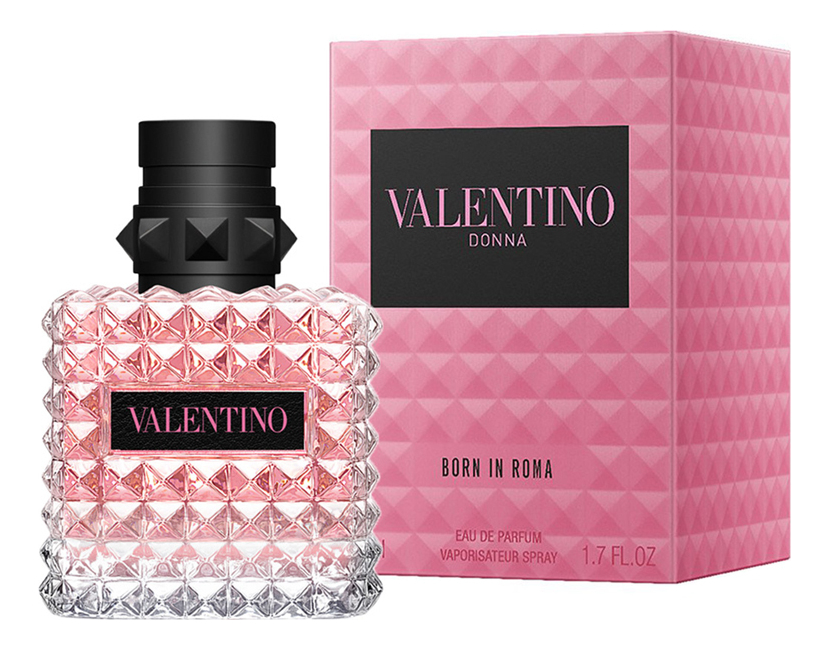 VALENTINO
DONNA
VALENTINO
BORN IN ROMA
EAU DE PARFUM
VAPORISATEUR SPRAY 1.7 FL.OZ